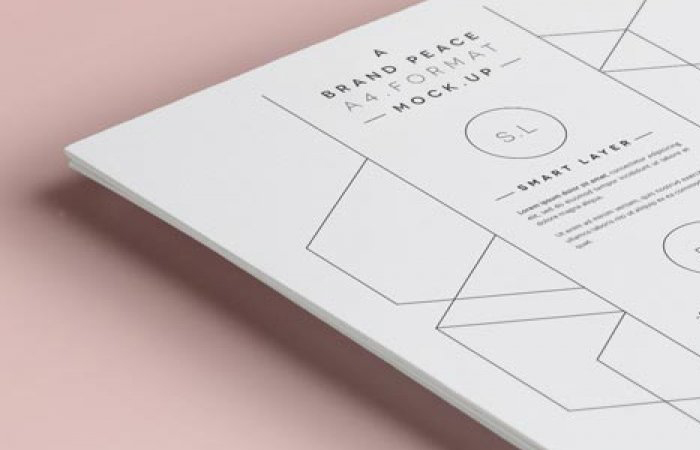 A
BRAND PEACE
A4.FORMAT
— MOCK.UP —
S.L
— SMART LAYER —
Lorem ipsum dolor sit amet, consectetur adipiscing
elit, sed do eiusmod tempor incididunt ut labore et
dolore magna aliqua.
Ut enim ad minim veniam, quis nostrud
ullamco laboris nisi ut aliquip ex ea commodo
quat.